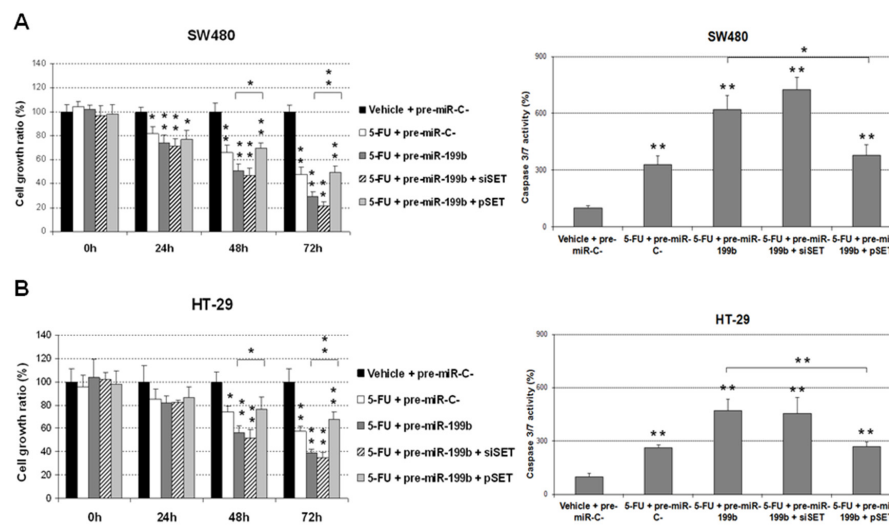 A
SW480
Cell growth ratio (%)
140
120
100
80
60
40
20
0
0h 24h 48h 72h
* * ** ** * ** ** ** ** * ** ** ** ** **
Vehicle + pre-miR-C-
5-FU + pre-miR-C-
5-FU + pre-miR-199b
5-FU + pre-miR-199b + siSET
5-FU + pre-miR-199b + pSET
SW480
Caspase 3/7 activity (%)
900
600
300
0
** ** ** ** *
Vehicle + pre- 5-FU + pre-miR- 5-FU + pre-miR- 5-FU + pre-miR- 5-FU + pre-miR-
miR-C- C- 199b 199b + siSET 199b + pSET
B
HT-29
Cell growth ratio (%)
140
120
100
80
60
40
20
0
0h 24h 48h 72h
* ** ** * ** ** ** ** **
Vehicle + pre-miR-C-
5-FU + pre-miR-C-
5-FU + pre-miR-199b
5-FU + pre-miR-199b + siSET
5-FU + pre-miR-199b + pSET
HT-29
Caspase 3/7 activity (%)
900
600
300
0
** ** ** ** **
Vehicle + pre- 5-FU + pre-miR- 5-FU + pre-miR- 5-FU + pre-miR- 5-FU + pre-miR-
miR-C- C- 199b 199b + siSET 199b + pSET